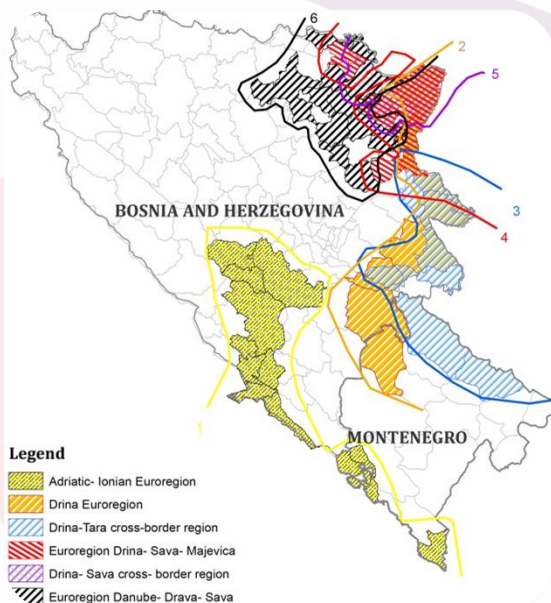 6
2
5
3
4
BOSNIA AND HERZEGOVINA
1
MONTENEGRO
Legend
Adriatic- Ionian Euroregion
Drina Euroregion
Drina-Tara cross-border region
Euroregion Drina- Sava- Majevica
Drina- Sava cross- border region
Euroregion Danube- Drava- Sava